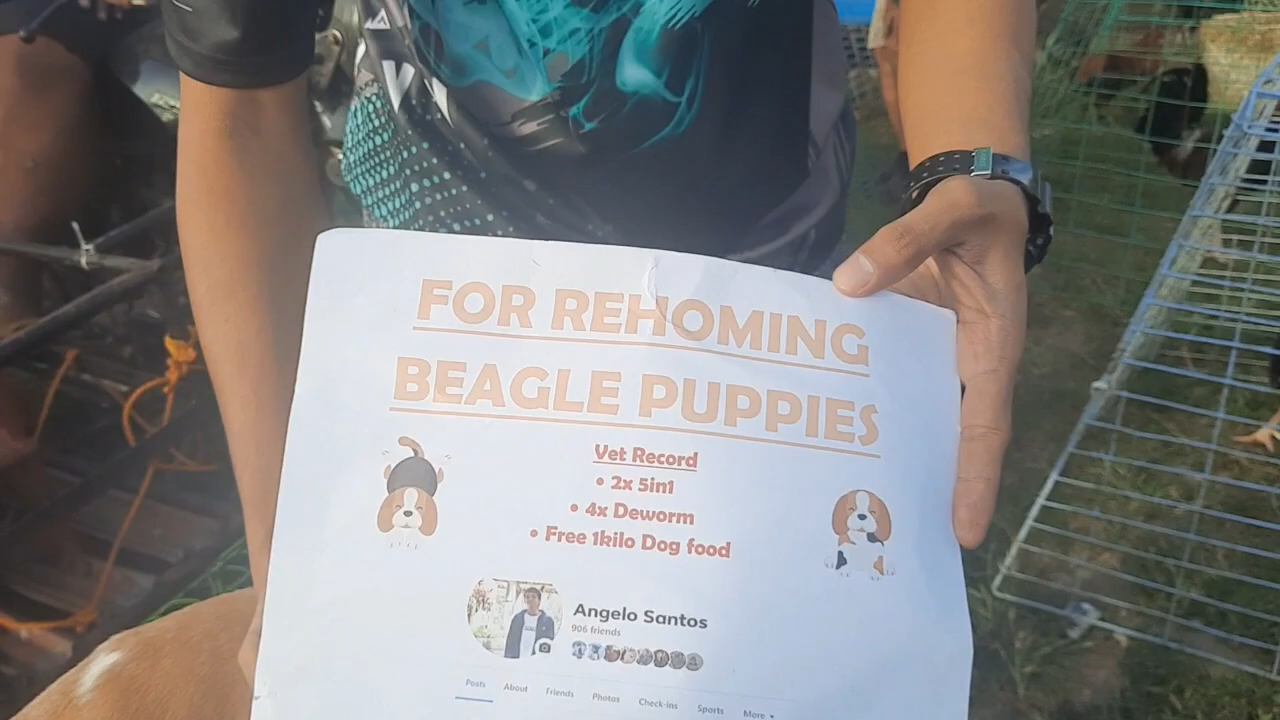 FOR REHOMING
BEAGLE PUPPIES
Vet Record
• 2x 5in1
• 4x Deworm
• Free 1kilo Dog food
Angelo Santos
906 friends
Posts About Friends Photos Check-ins Sports More ▾